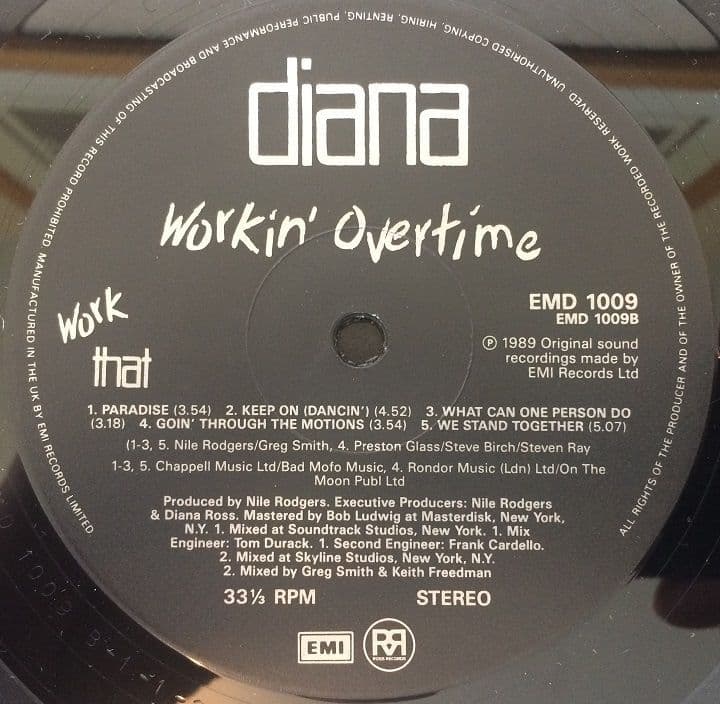 MANUFACTURED IN THE UK BY EMI RECORDS LIMITED
ALL RIGHTS OF THE PRODUCER AND OF THE OWNER OF THE RECORDED WORK RESERVED. UNAUTHORISED COPYING, HIRING, RENTING, PUBLIC PERFORMANCE AND BROADCASTING OF THIS RECORD PROHIBITED.
diana
Workin' Overtime
Work
that
EMD 1009
EMD 1009B
Ⓟ 1989 Original sound
recordings made by
EMI Records Ltd
1. PARADISE (3.54) 2. KEEP ON (DANCIN') (4.52) 3. WHAT CAN ONE PERSON DO
(3.18) 4. GOIN' THROUGH THE MOTIONS (3.54) 5. WE STAND TOGETHER (5.07)
(1-3, 5. Nile Rodgers/Greg Smith, 4. Preston Glass/Steve Birch/Steven Ray
1-3, 5. Chappell Music Ltd/Bad Mofo Music, 4. Rondor Music (Ldn) Ltd/On The
Moon Publ Ltd
Produced by Nile Rodgers. Executive Producers: Nile Rodgers
& Diana Ross. Mastered by Bob Ludwig at Masterdisk, New York,
N.Y. 1. Mixed at Soundtrack Studios, New York. 1. Mix
Engineer: Tom Durack. 1. Second Engineer: Frank Cardello.
2. Mixed at Skyline Studios, New York, N.Y.
2. Mixed by Greg Smith & Keith Freedman
33⅓ RPM STEREO
EMI
RR
ROSS RECORDS